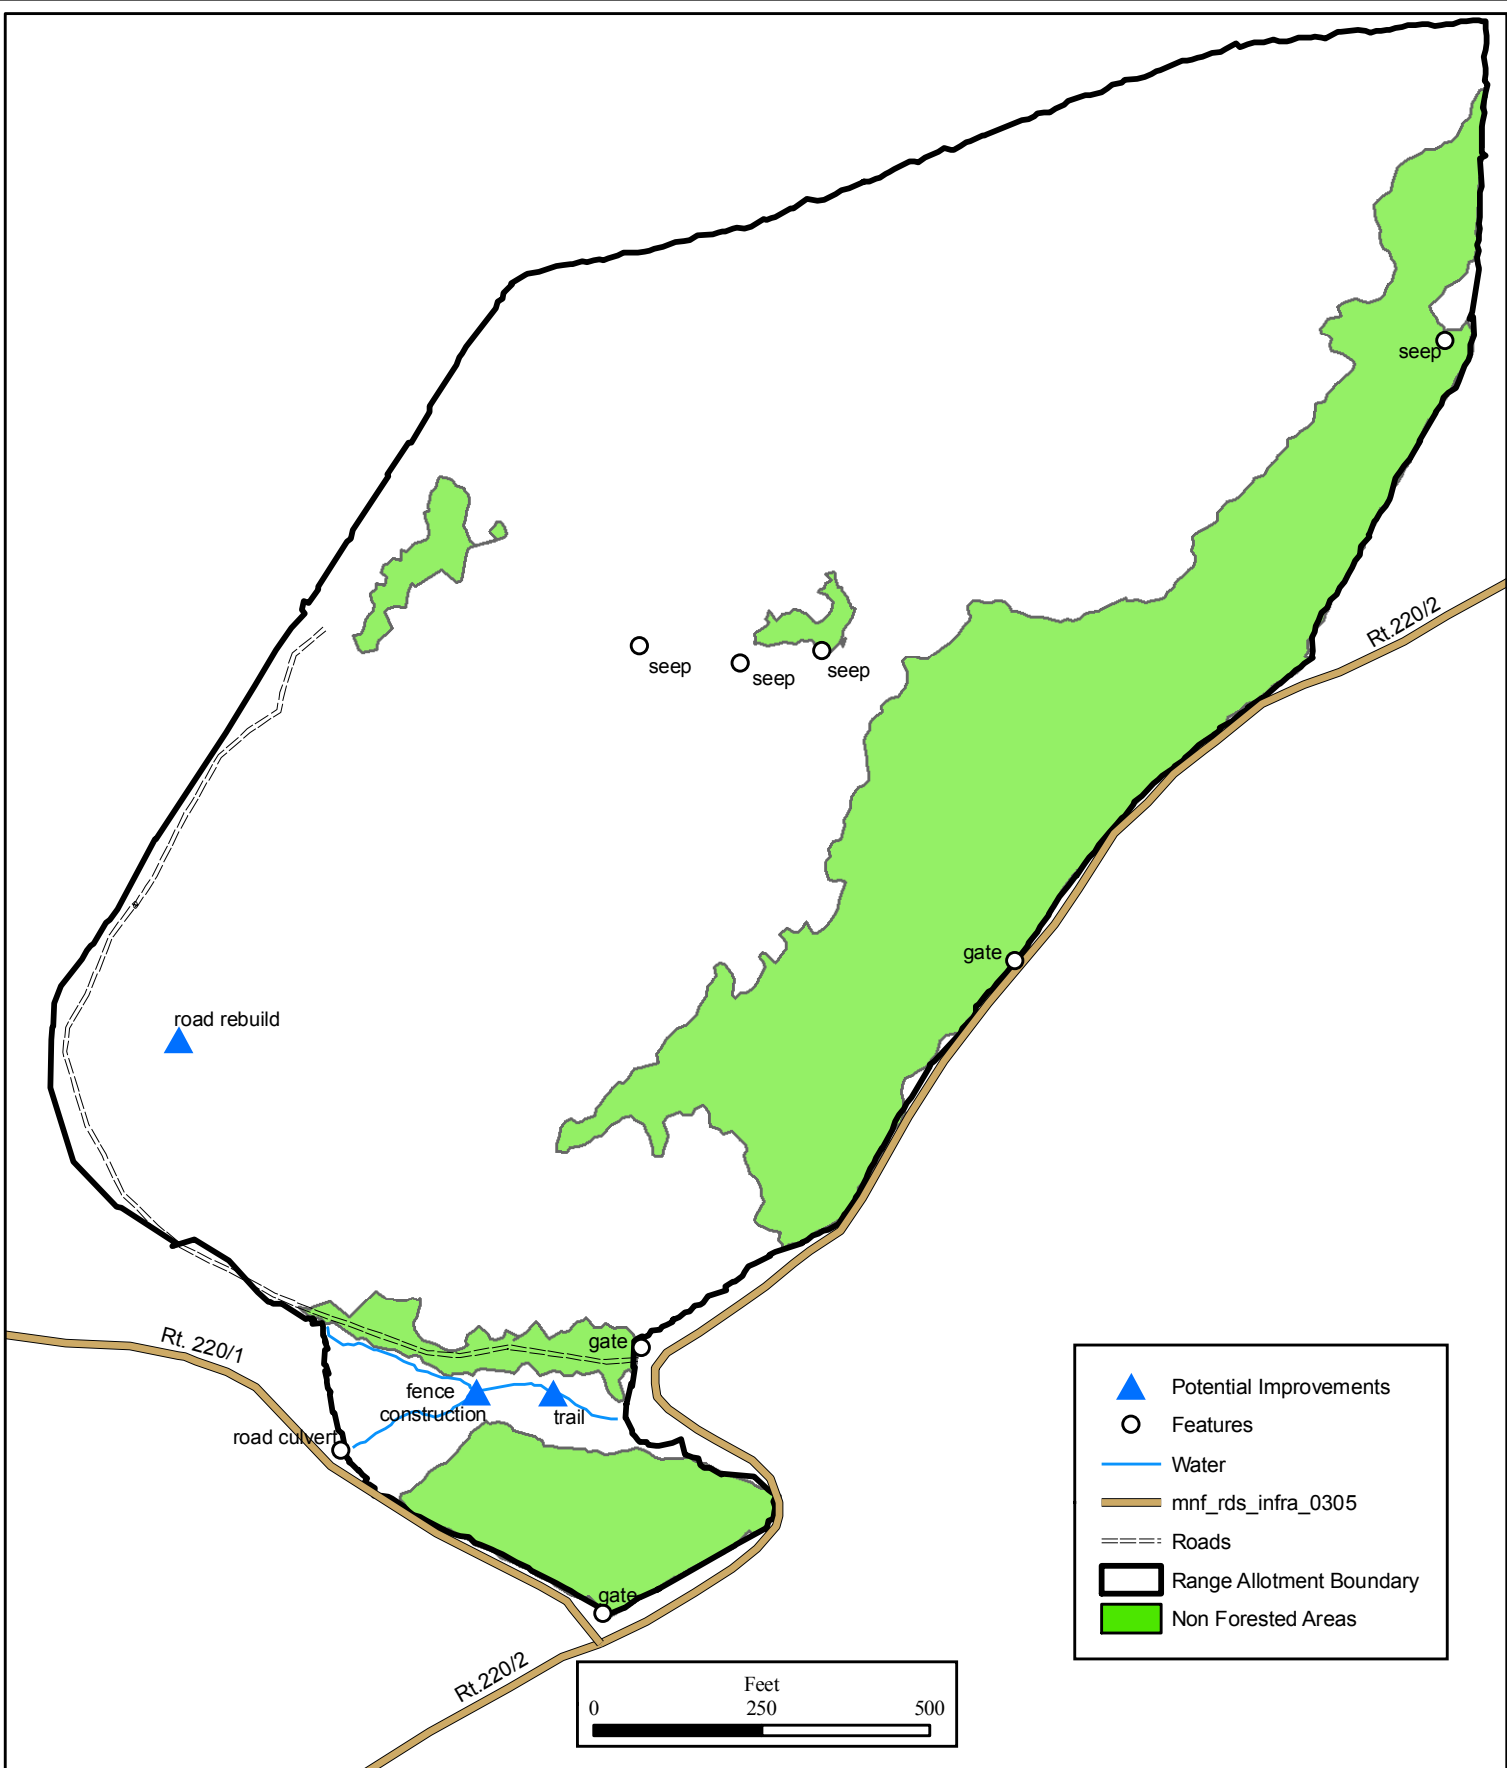 seep
Rt.220/2
seep
seep
seep
gate
road rebuild
gate
Rt. 220/1
fence
construction
trail
road culvert
gate
Rt.220/2
Potential Improvements
Features
Water
mnf_rds_infra_0305
Roads
Range Allotment Boundary
Non Forested Areas
Feet
0 250 500